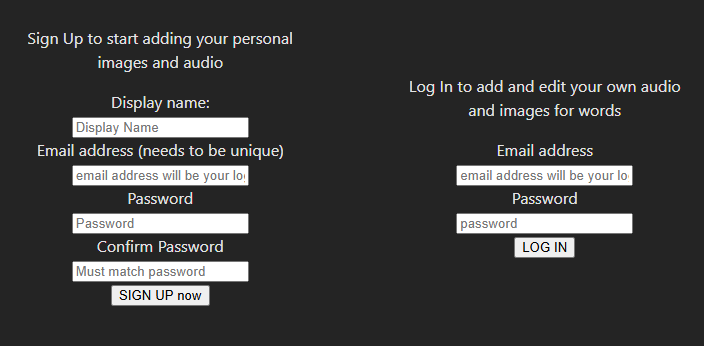 Sign Up to start adding your personal
images and audio
Display name:
Display Name
Email address (needs to be unique)
email address will be your lo
Password
Password
Confirm Password
Must match password
SIGN UP now
Log In to add and edit your own audio
and images for words
Email address
email address will be your lo
Password
password
LOG IN